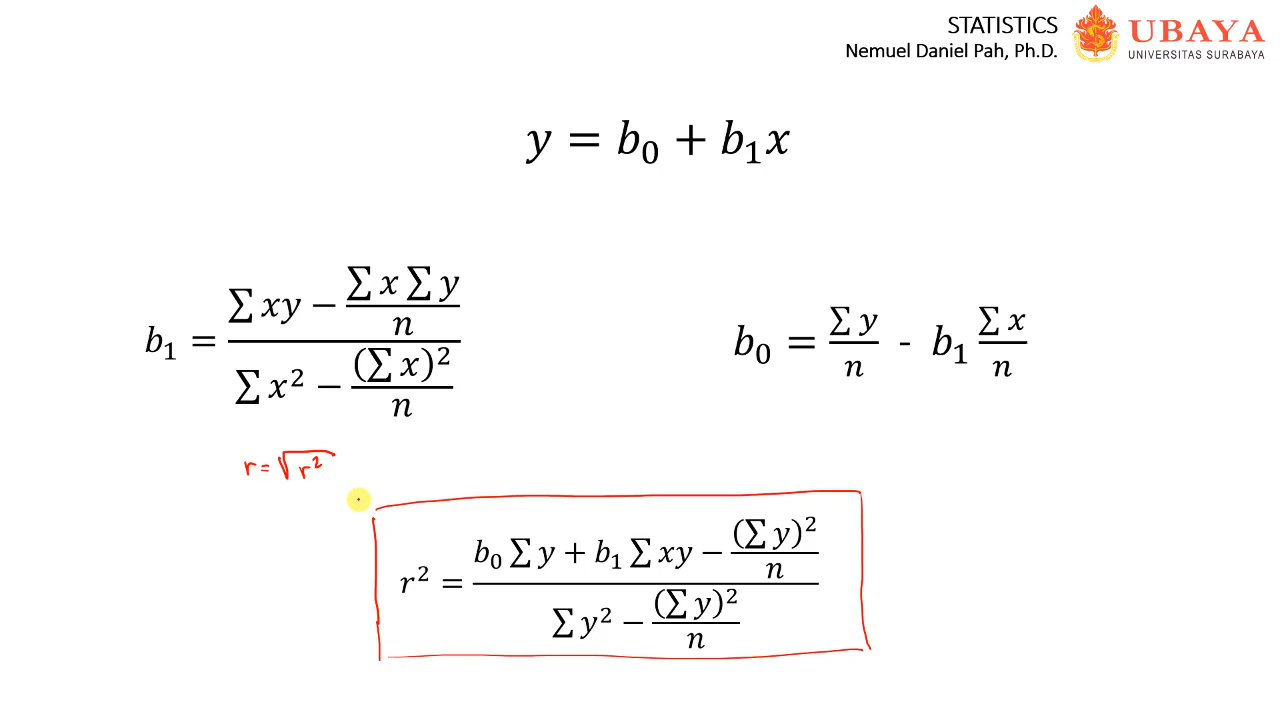 STATISTICS
Nemuel Daniel Pah, Ph.D.
UBAYA
UNIVERSITAS SURABAYA
y = b₀ + b₁x
b₁ = (∑ xy − (∑ x ∑ y)/n) / (∑ x² − (∑ x)²/n)
b₀ = ∑ y/n - b₁ ∑ x/n
r = √r²
r² = (b₀ ∑ y + b₁ ∑ xy − (∑ y)²/n) / (∑ y² − (∑ y)²/n)